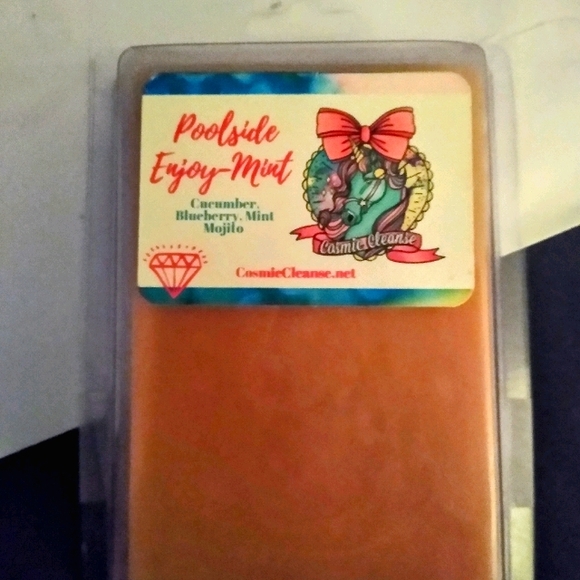 Poolside
Enjoy-Mint
Cucumber,
Blueberry, Mint
Mojito
Cosmic Cleanse
CosmicCleanse.net